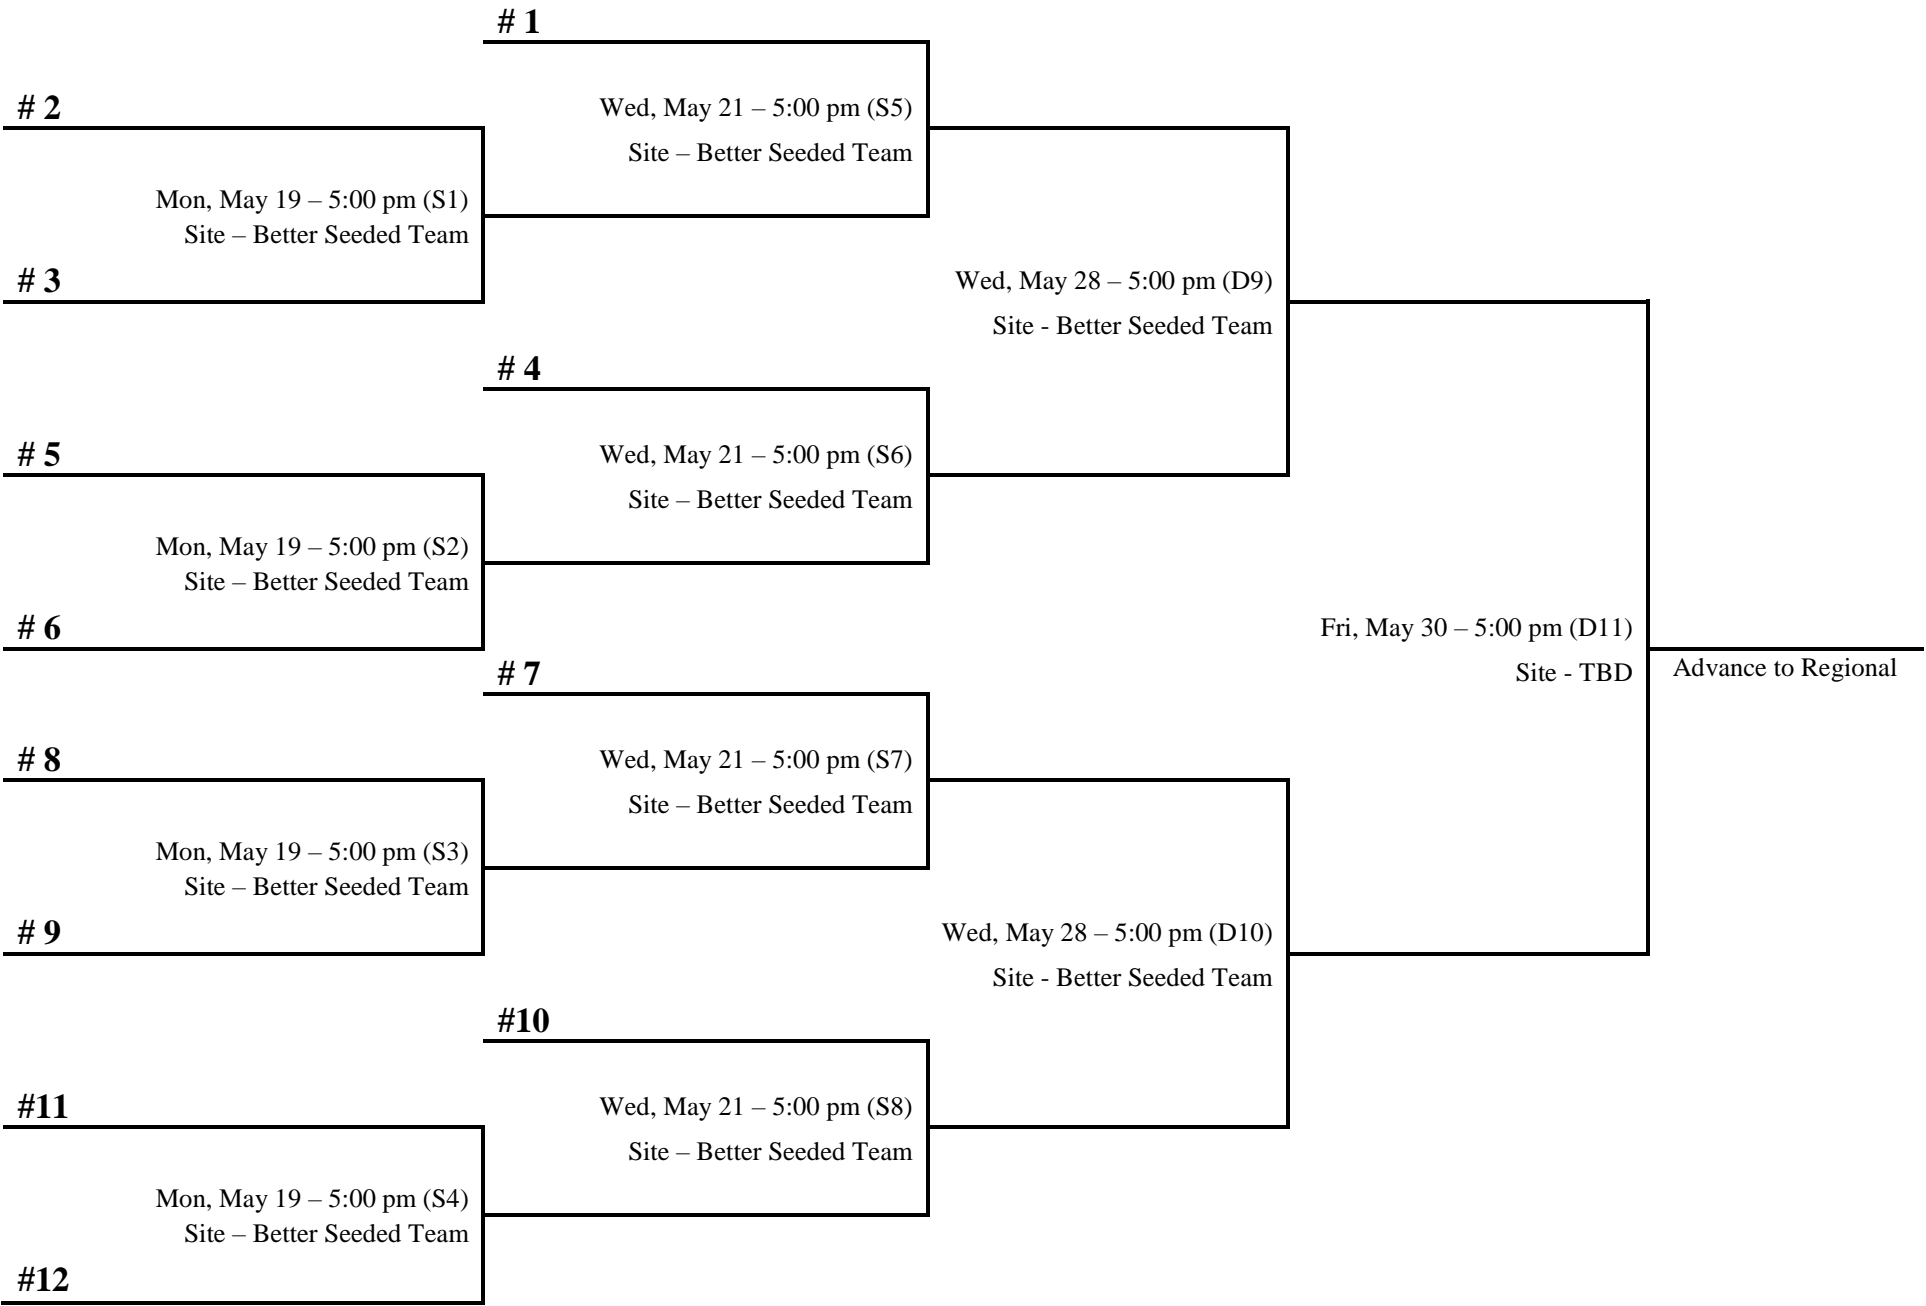 # 1
# 2
Wed, May 21 – 5:00 pm (S5)
Site – Better Seeded Team
Mon, May 19 – 5:00 pm (S1)
Site – Better Seeded Team
# 3
Wed, May 28 – 5:00 pm (D9)
Site - Better Seeded Team
# 4
# 5
Wed, May 21 – 5:00 pm (S6)
Site – Better Seeded Team
Mon, May 19 – 5:00 pm (S2)
Site – Better Seeded Team
# 6
Fri, May 30 – 5:00 pm (D11)
Site - TBD
Advance to Regional
# 7
# 8
Wed, May 21 – 5:00 pm (S7)
Site – Better Seeded Team
Mon, May 19 – 5:00 pm (S3)
Site – Better Seeded Team
# 9
Wed, May 28 – 5:00 pm (D10)
Site - Better Seeded Team
#10
#11
Wed, May 21 – 5:00 pm (S8)
Site – Better Seeded Team
Mon, May 19 – 5:00 pm (S4)
Site – Better Seeded Team
#12